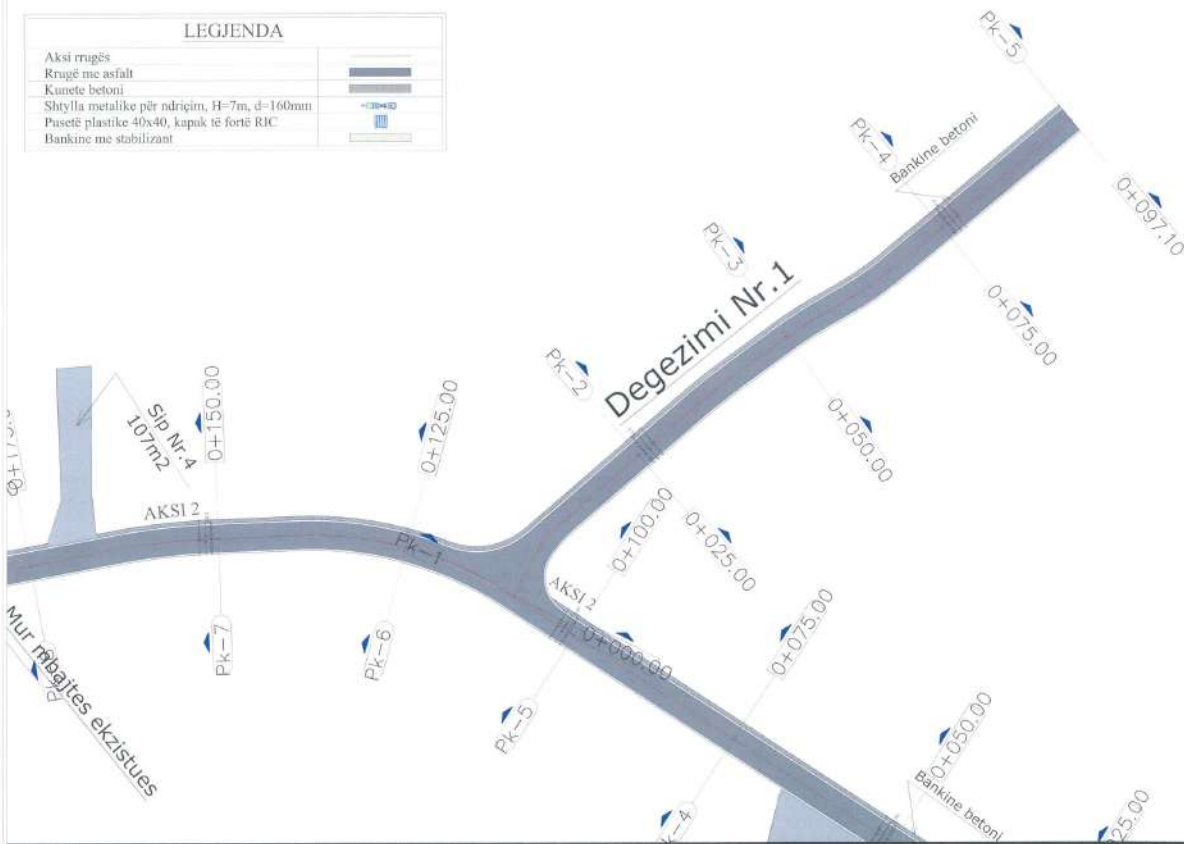 LEGJENDA
Aksi rrugës
Rrugë me asfalt
Kunete betoni
Shtylla metalike për ndriçim, H=7m, d=160mm
Pusetë plastike 40x40, kapak të fortë RIC
Bankine me stabilizant
Pk-5
Pk-4
Bankine betoni
0+097.10
Pk-3
0+075.00
Degezimi Nr.1
Pk-2
0+050.00
Sip Nr.4
107m2
0+150.00
0+125.00
0+025.00
0+100.00
AKSI 2
Pk-1
AKSI 2
0+000.00
0+075.00
Mur mbajtes ekzistues
Pk-7
Pk-6
Pk-5
0+050.00
Bankine betoni
Pk-4